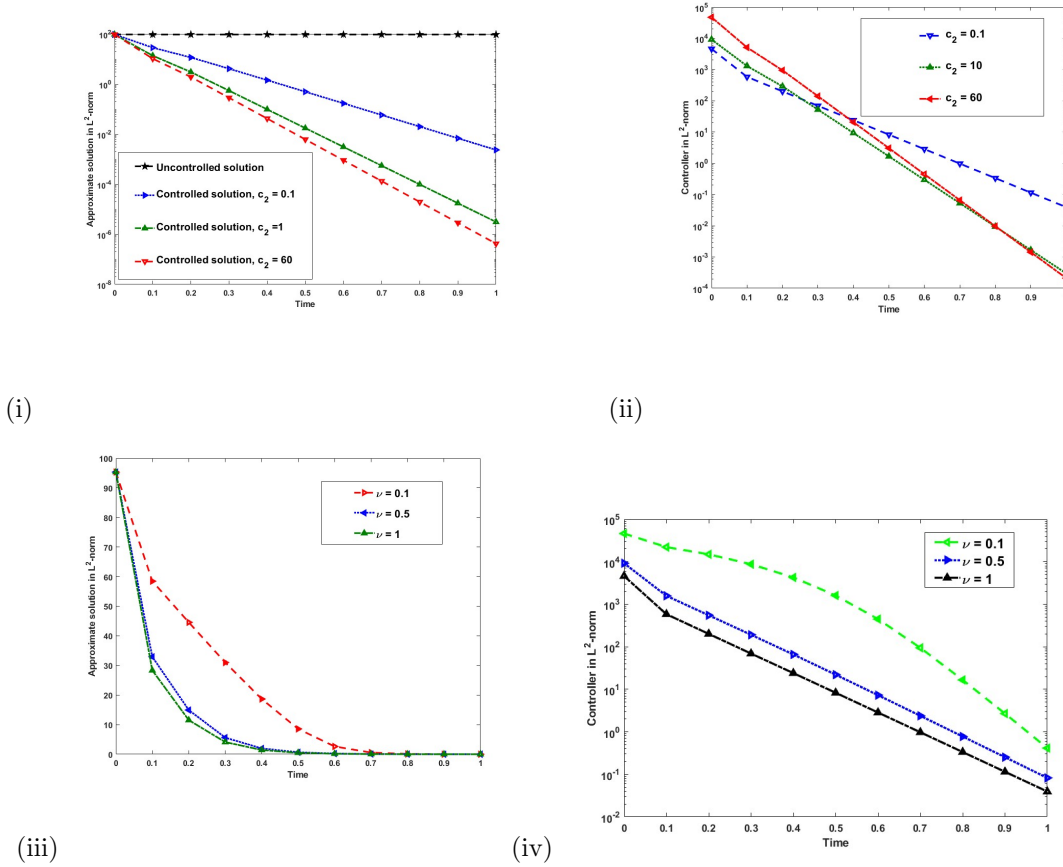 10^2
10^0
10^-2
10^-4
10^-6
10^-8
Approximate solution in L^2-norm
Uncontrolled solution
Controlled solution, c_2 = 0.1
Controlled solution, c_2 =1
Controlled solution, c_2 = 60
0 0.1 0.2 0.3 0.4 0.5 0.6 0.7 0.8 0.9 1
Time
(i)
10^5
10^4
10^3
10^2
10^1
10^0
10^-1
10^-2
10^-3
10^-4
Controller in L^2-norm
c_2 = 0.1
c_2 = 10
c_2 = 60
0 0.1 0.2 0.3 0.4 0.5 0.6 0.7 0.8 0.9
Time
(ii)
100
90
80
70
60
50
40
30
20
10
0
Approximate solution in L^2-norm
ν = 0.1
ν = 0.5
ν = 1
0 0.1 0.2 0.3 0.4 0.5 0.6 0.7 0.8 0.9 1
Time
(iii)
10^5
10^4
10^3
10^2
10^1
10^0
10^-1
10^-2
Controller in L^2-norm
ν = 0.1
ν = 0.5
ν = 1
0 0.1 0.2 0.3 0.4 0.5 0.6 0.7 0.8 0.9 1
Time
(iv)